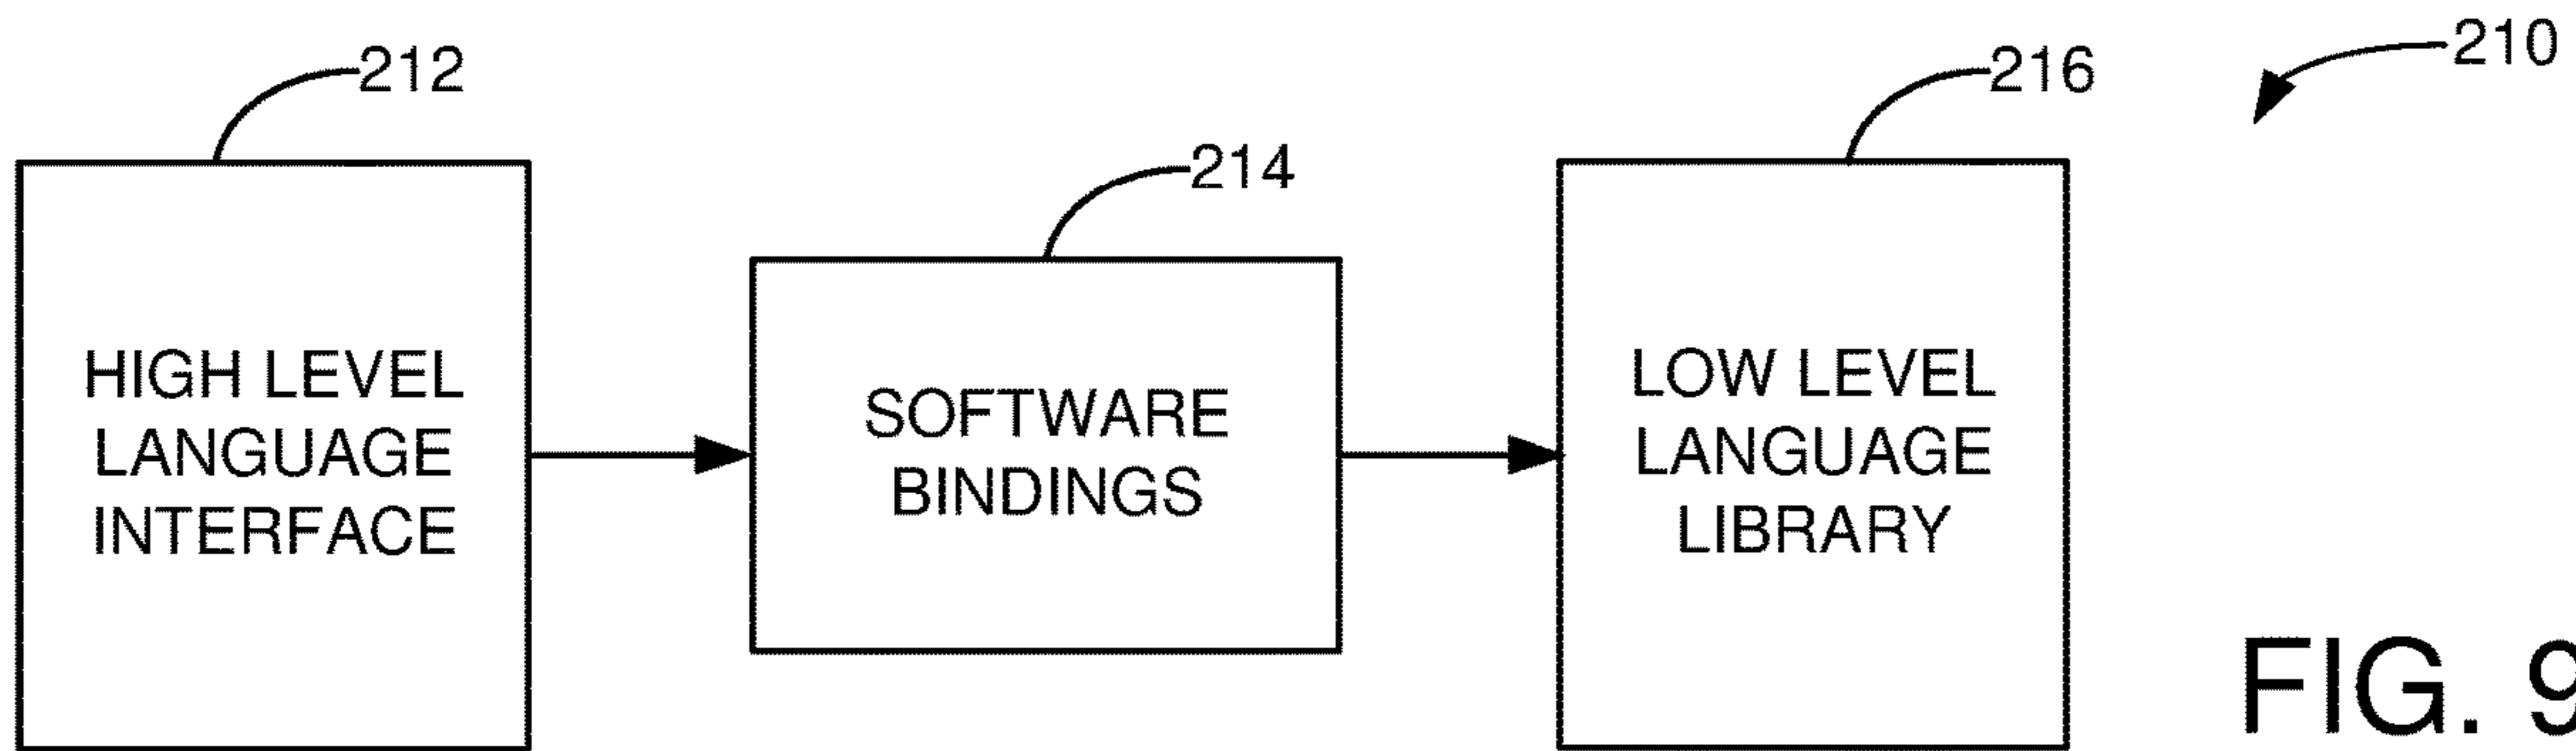 212
216
210
214
HIGH LEVEL
LANGUAGE
INTERFACE
SOFTWARE
BINDINGS
LOW LEVEL
LANGUAGE
LIBRARY
FIG. 9